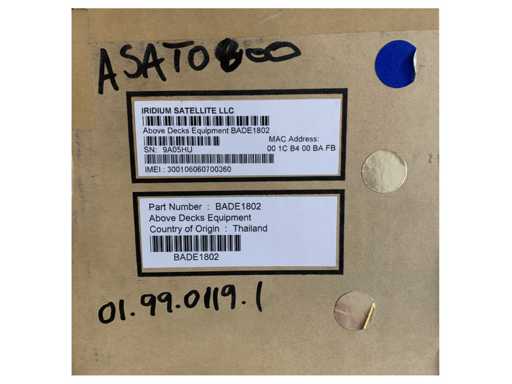 ASATO800
IRIDIUM SATELLITE LLC
Above Decks Equipment BADE1802
MAC Address:
SN: 9A05HU
00 1C B4 00 BA FB
IMEI : 300106060700360
Part Number : BADE1802
Above Decks Equipment
Country of Origin : Thailand
BADE1802
01.99.0119.1